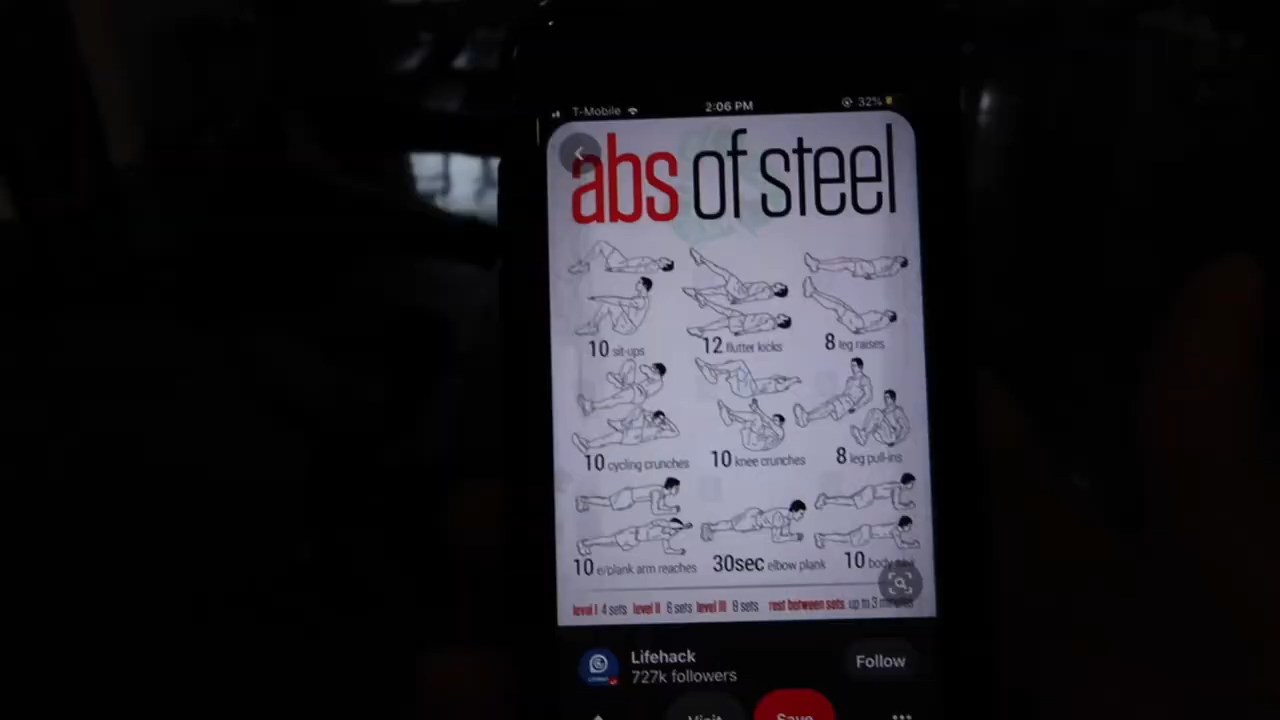 T-Mobile 2:06 PM 32%
abs of steel
10 sit-ups 12 flutter kicks 8 leg raises
10 cycling crunches 10 knee crunches 8 leg pull-ins
10 e/plank arm reaches 30sec elbow plank 10 body
level I 4 sets level II 6 sets level III 8 sets rest between sets up to 3 minutes
Lifehack Follow
727k followers
Visit Save